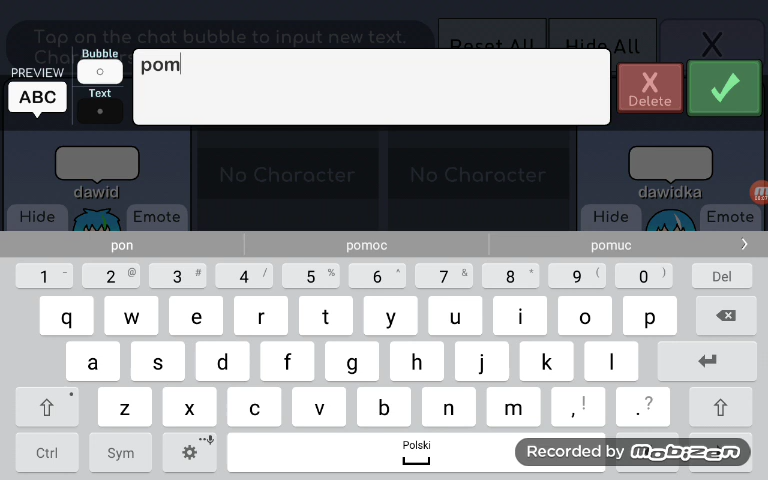 Tap on the chat bubble to input new text.
Reset All
Hide All
X
Bubble
PREVIEW
ABC
Text
pom
X
Delete
dawid
No Character
No Character
dawidka
Hide
Emote
Hide
Emote
pon
pomoc
pomuc
1 - 2 @ 3 # 4 / 5 % 6 ^ 7 & 8 * 9 ( 0 ) Del
q w e r t y u i o p
a s d f g h j k l
z x c v b n m , ! . ?
Ctrl
Sym
Polski
Recorded by mobizen